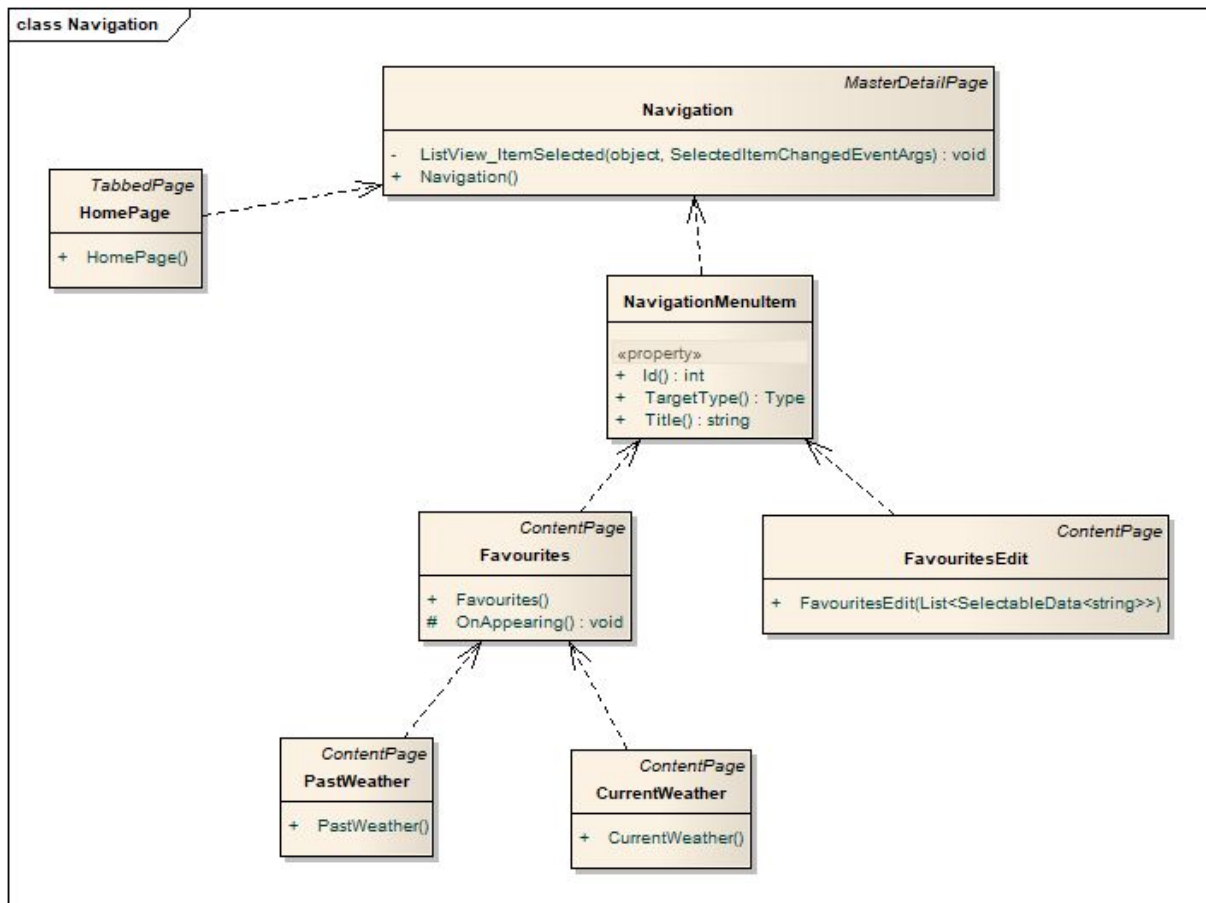 class Navigation
MasterDetailPage
Navigation
- ListView_ItemSelected(object, SelectedItemChangedEventArgs) : void
+ Navigation()
TabbedPage
HomePage
+ HomePage()
NavigationMenuItem
«property»
+ Id() : int
+ TargetType() : Type
+ Title() : string
ContentPage
Favourites
+ Favourites()
# OnAppearing() : void
ContentPage
FavouritesEdit
+ FavouritesEdit(List<SelectableData<string>>)
ContentPage
PastWeather
+ PastWeather()
ContentPage
CurrentWeather
+ CurrentWeather()